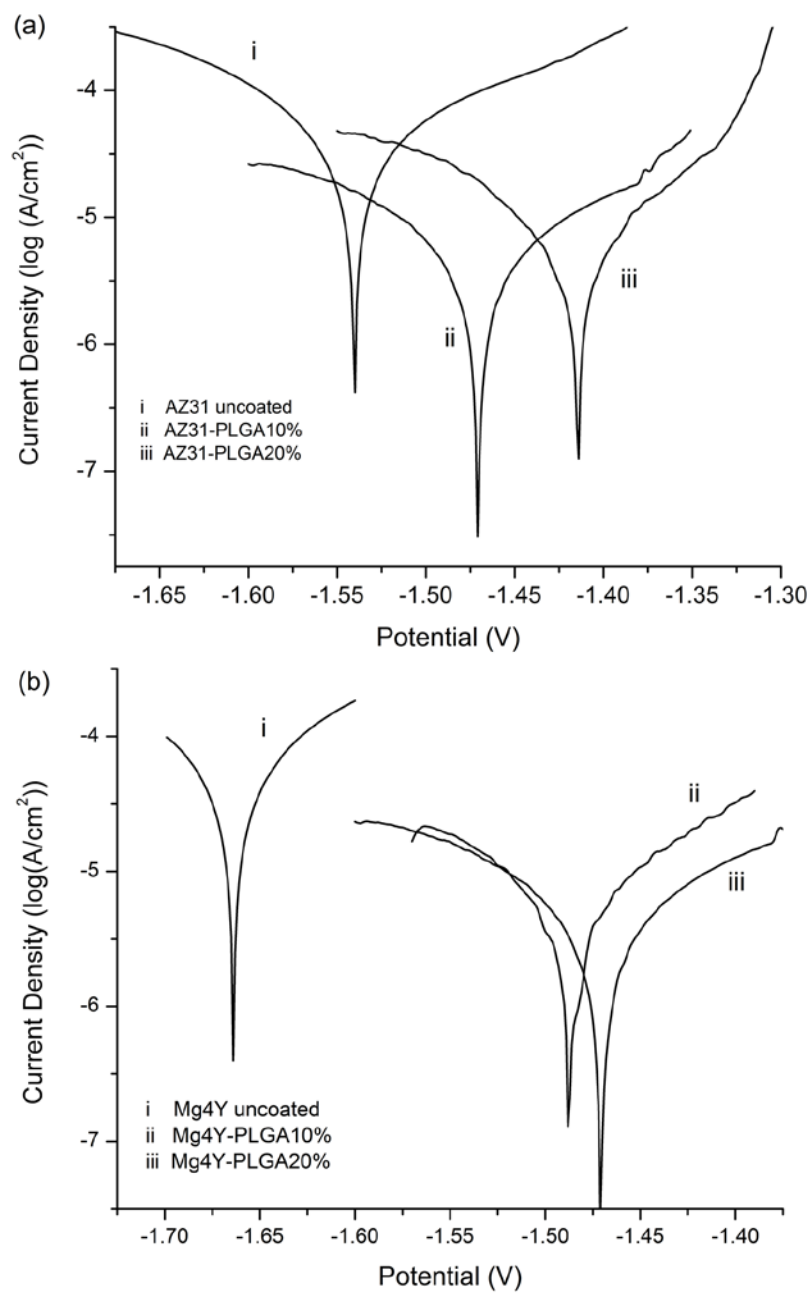 (a)
i
-4
-5
iii
ii
-6
i AZ31 uncoated
ii AZ31-PLGA10%
iii AZ31-PLGA20%
-7
Current Density (log (A/cm²))
-1.65 -1.60 -1.55 -1.50 -1.45 -1.40 -1.35 -1.30
Potential (V)
(b)
-4
i
ii
-5
iii
-6
i Mg4Y uncoated
ii Mg4Y-PLGA10%
iii Mg4Y-PLGA20%
-7
Current Density (log(A/cm²))
-1.70 -1.65 -1.60 -1.55 -1.50 -1.45 -1.40
Potential (V)